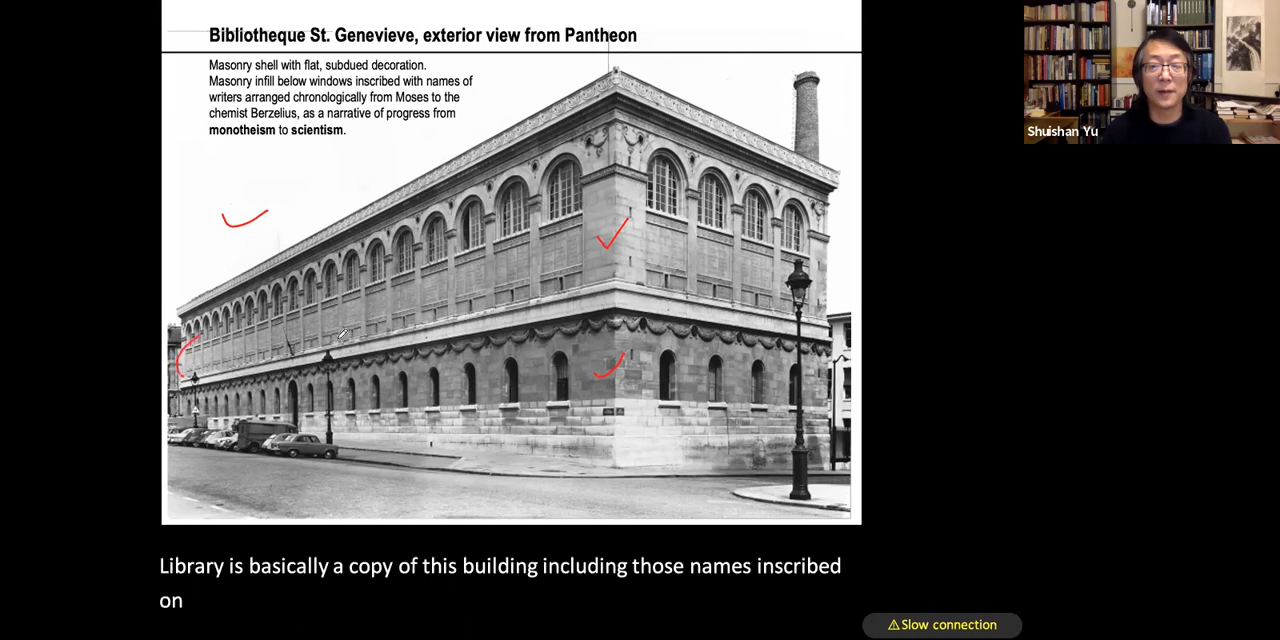 Bibliotheque St. Genevieve, exterior view from Pantheon
Masonry shell with flat, subdued decoration.
Masonry infill below windows inscribed with names of
writers arranged chronologically from Moses to the
chemist Berzelius, as a narrative of progress from
monotheism to scientism.
Shuishan Yu
Library is basically a copy of this building including those names inscribed
on
⚠Slow connection